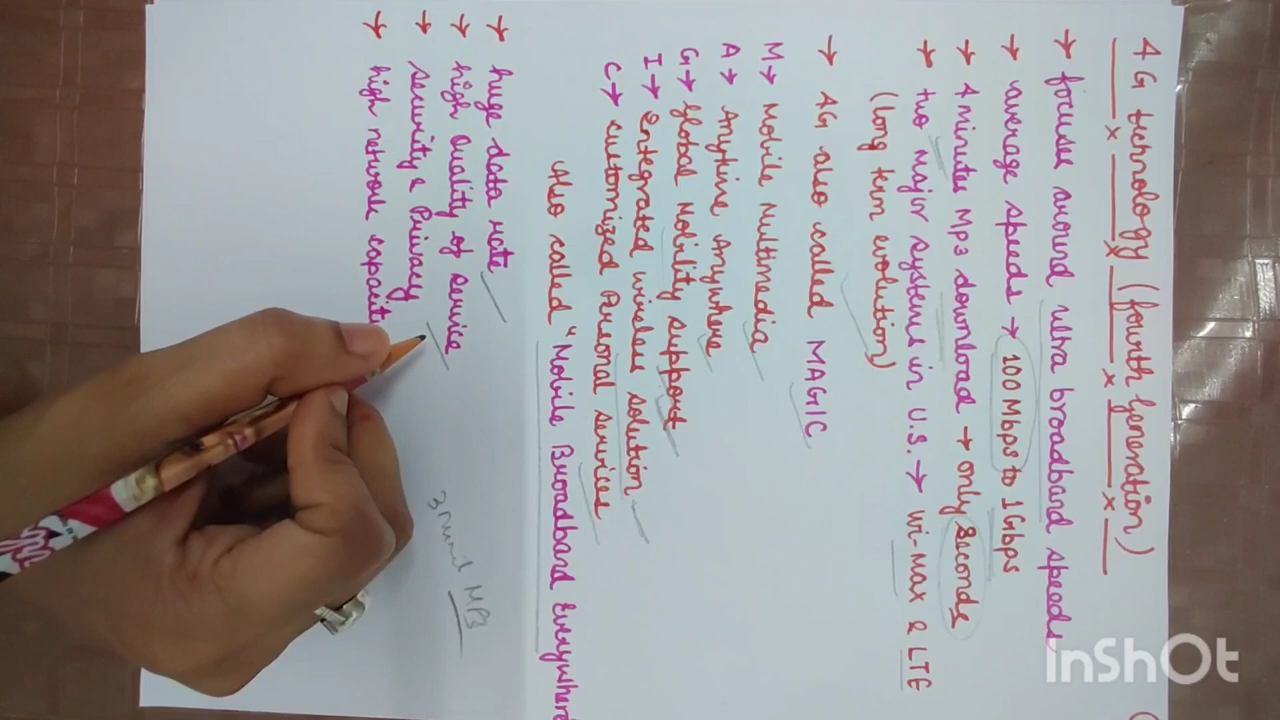 4G technology (fourth Generation)
→ focuses around ultra broadband speeds
→ average speeds → 100 Mbps to 1Gbps
→ 4 minutes Mp3 download → only seconds
→ two major systems in U.S. → Wi-Max & LTE
(long term evolution)
→ 4G also called MAGIC
M→ Mobile Multimedia
A→ Anytime Anywhere
G→ global Mobility support
I→ integrated wireless solution
C→ customized Personal services
Also called "Mobile Broadband Everywhere
→ huge data rate
→ high quality of service
→ security & Privacy
→ high network capacit
MP3
InShOt